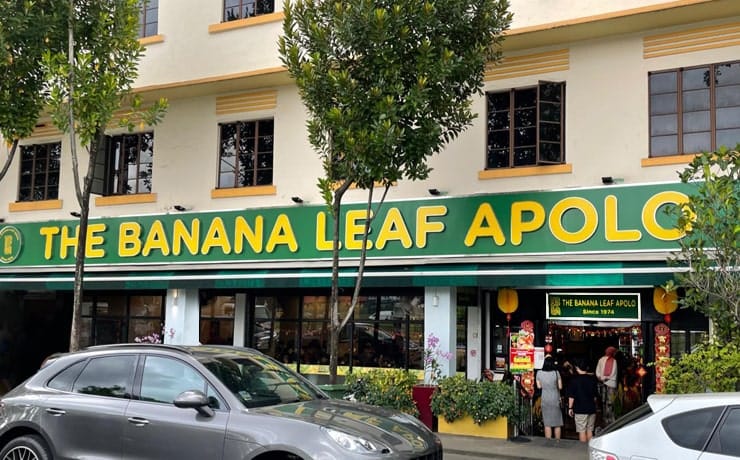 THE BANANA LEAF APOLO
THE BANANA LEAF APOLO
Since 1974